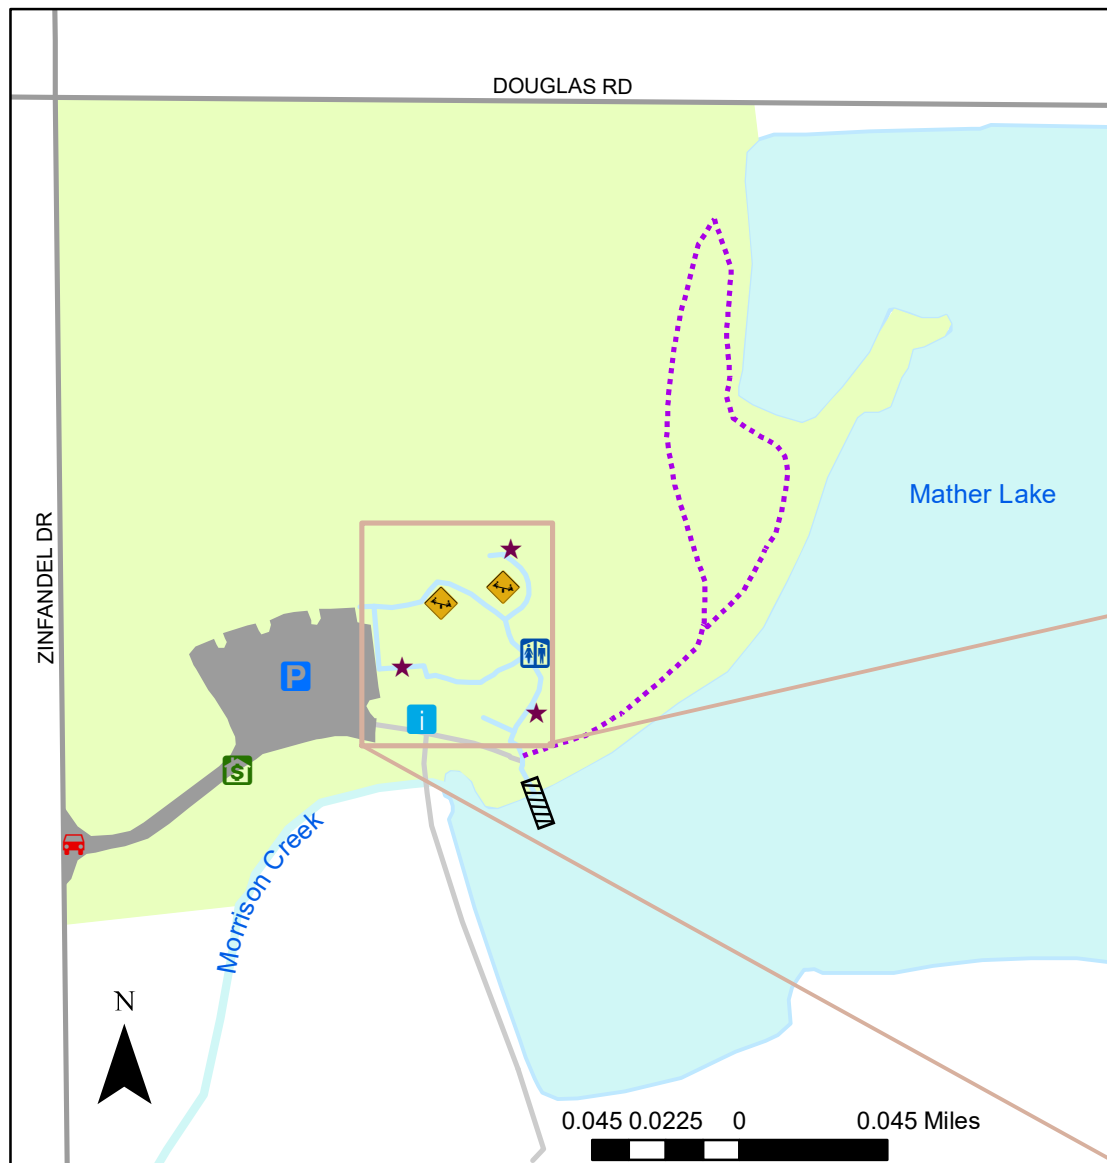 DOUGLAS RD
Mather Lake
ZINFANDEL DR
P
i
$
Morrison Creek
N
0.045 0.0225 0 0.045 Miles